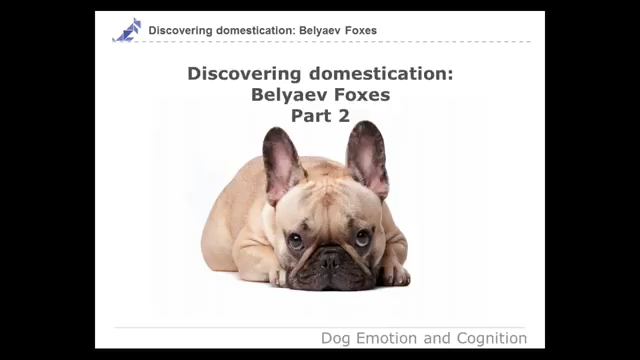 Discovering domestication: Belyaev Foxes
Discovering domestication:
Belyaev Foxes
Part 2
Dog Emotion and Cognition